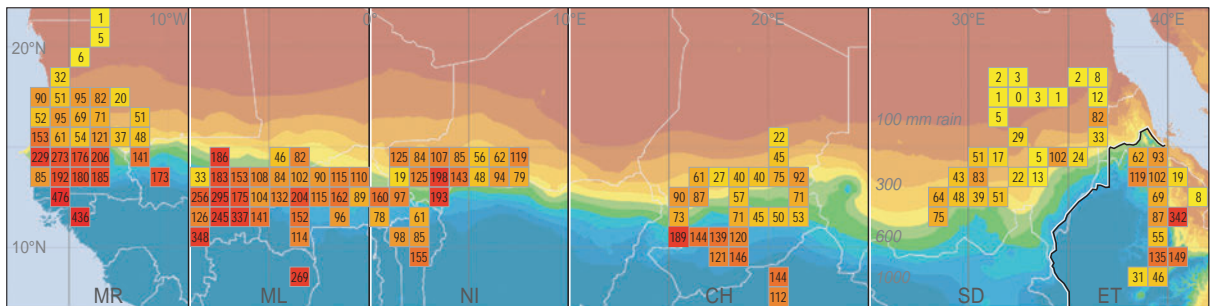 1 10°W 0° 10°E 20°E 30°E 40°E
5
20°N 6
32 2 3 2 8
90 51 95 82 20 1 0 3 1 12
52 95 69 71 51 100 mm rain 5 82
153 61 54 121 37 48 22 29 33
229 273 176 206 141 186 46 82 125 84 107 85 56 62 119 45 51 17 5 102 24 62 93
85 192 180 185 173 33 183 153 108 84 102 90 115 110 19 125 198 143 48 94 79 61 27 40 40 75 92 300 43 83 22 13 119 102 19
476 256 295 175 104 132 204 115 162 89 160 97 193 90 87 57 71 64 48 39 51 69 8
436 126 245 337 141 152 96 78 61 73 71 45 50 53 75 87 342
10°N 348 114 98 85 189 144 139 120 600 55
155 121 146 135 149
269 144 1000 31 46
MR ML NI CH 112 SD ET